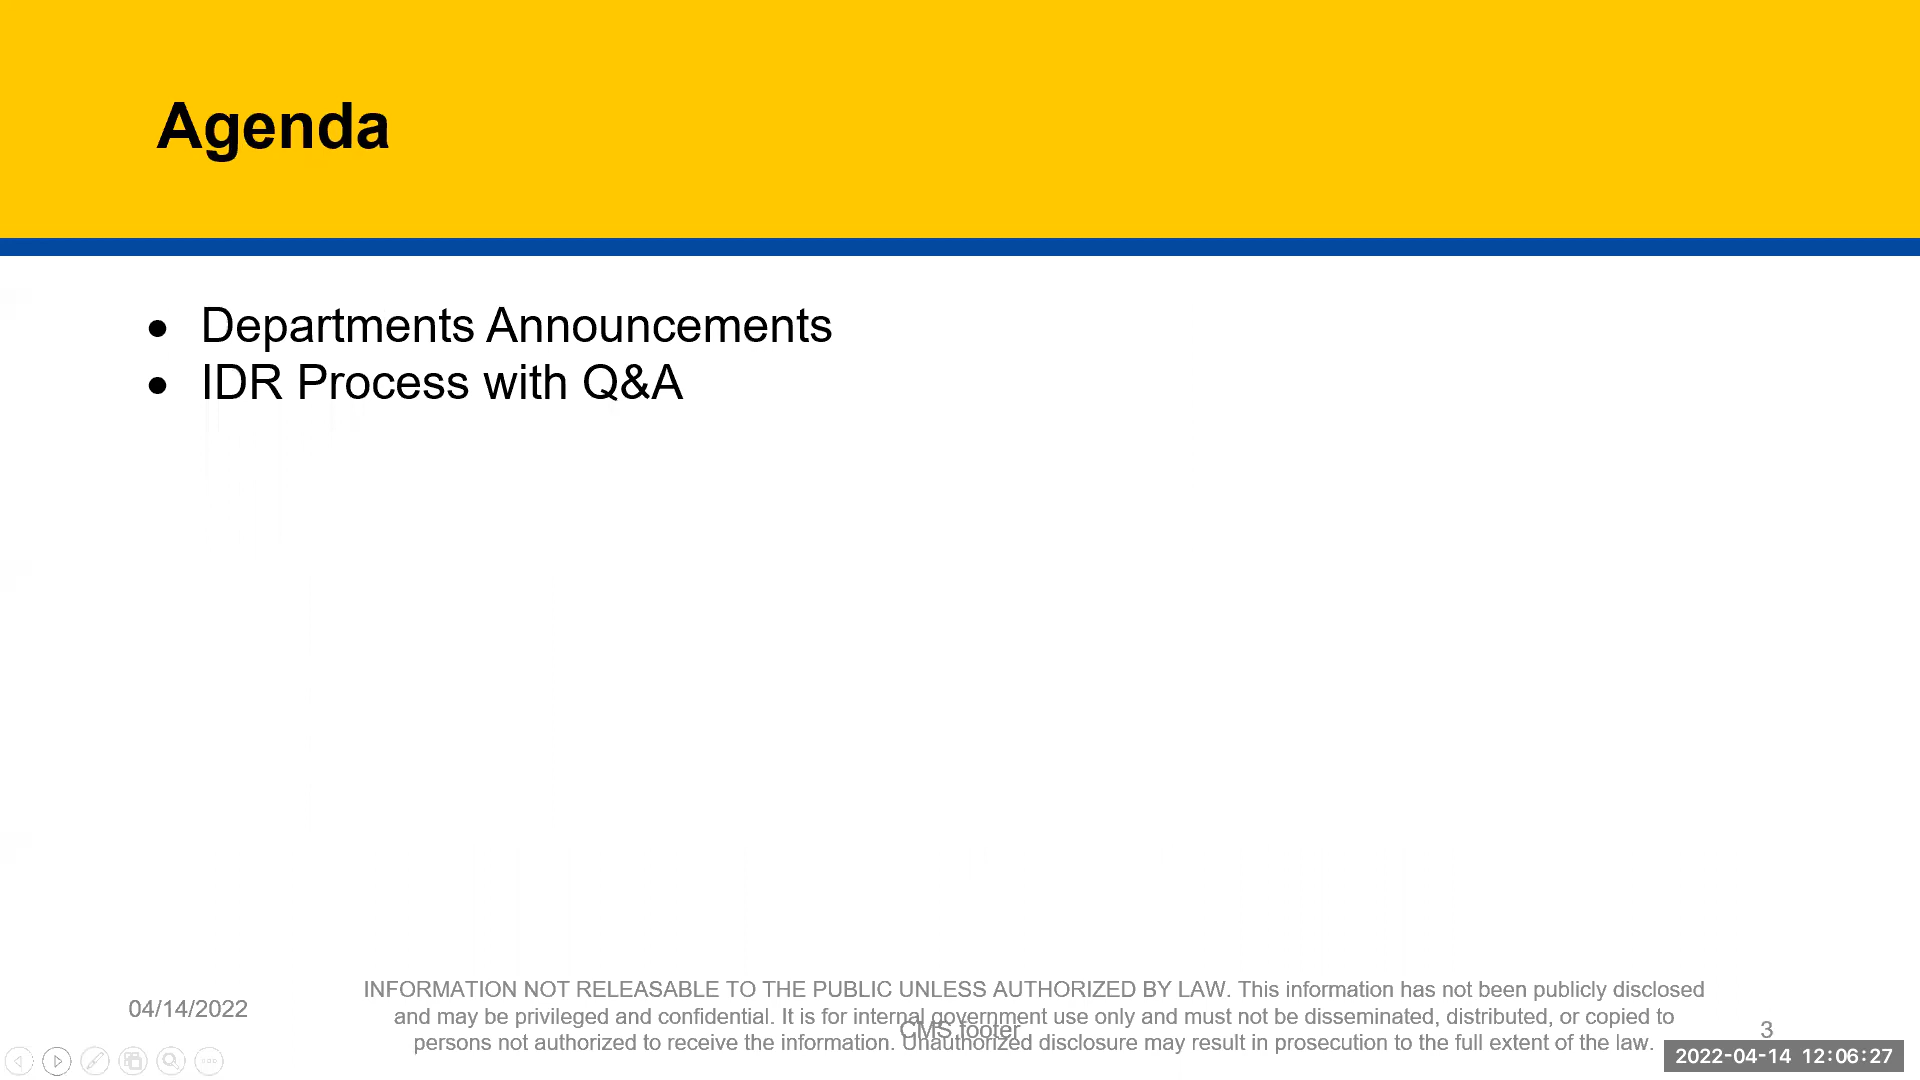 Agenda
● Departments Announcements
● IDR Process with Q&A
04/14/2022
INFORMATION NOT RELEASABLE TO THE PUBLIC UNLESS AUTHORIZED BY LAW. This information has not been publicly disclosed
and may be privileged and confidential. It is for internal government use only and must not be disseminated, distributed, or copied to
persons not authorized to receive the information. Unauthorized disclosure may result in prosecution to the full extent of the law.
CMS footer
3
2022-04-14 12:06:27